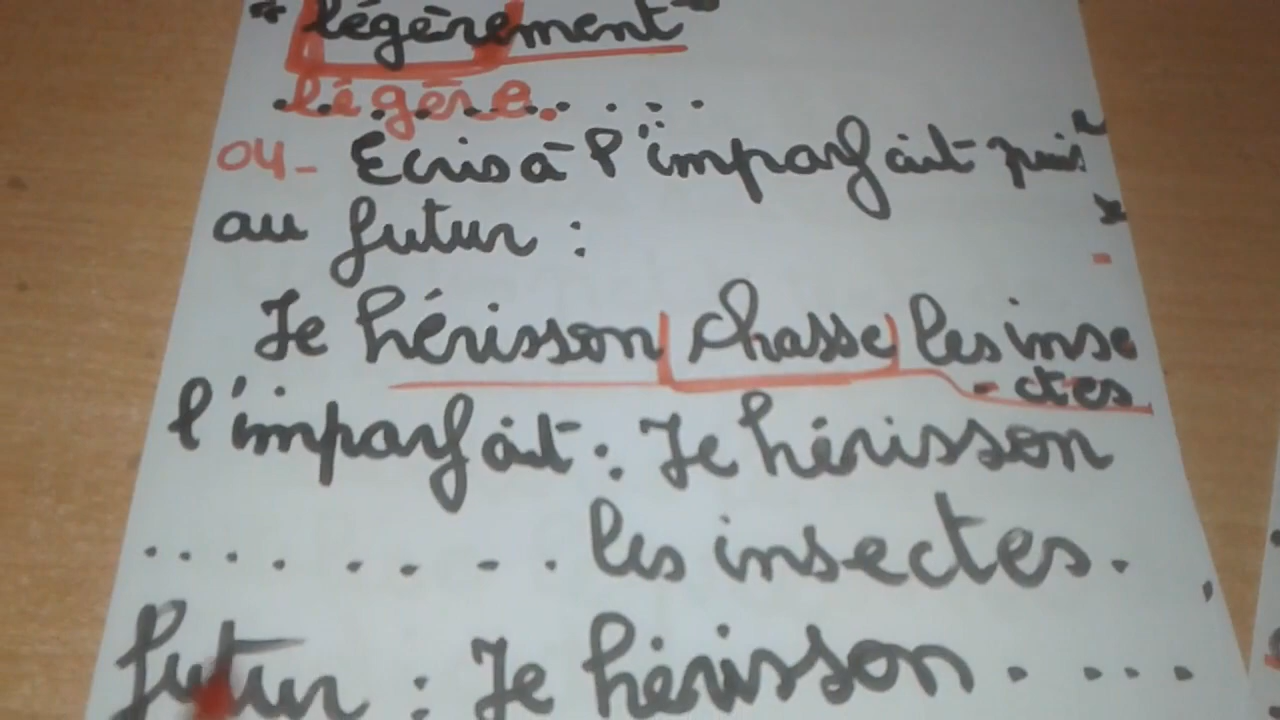 * légèrement
légère.......
04- Ecris à l'imparfait puis
au futur :
Le hérisson chasse les inse
- ctes
l'imparfait : Le hérisson
. . . . . . . . les insectes.
futur : Le hérisson . . . .